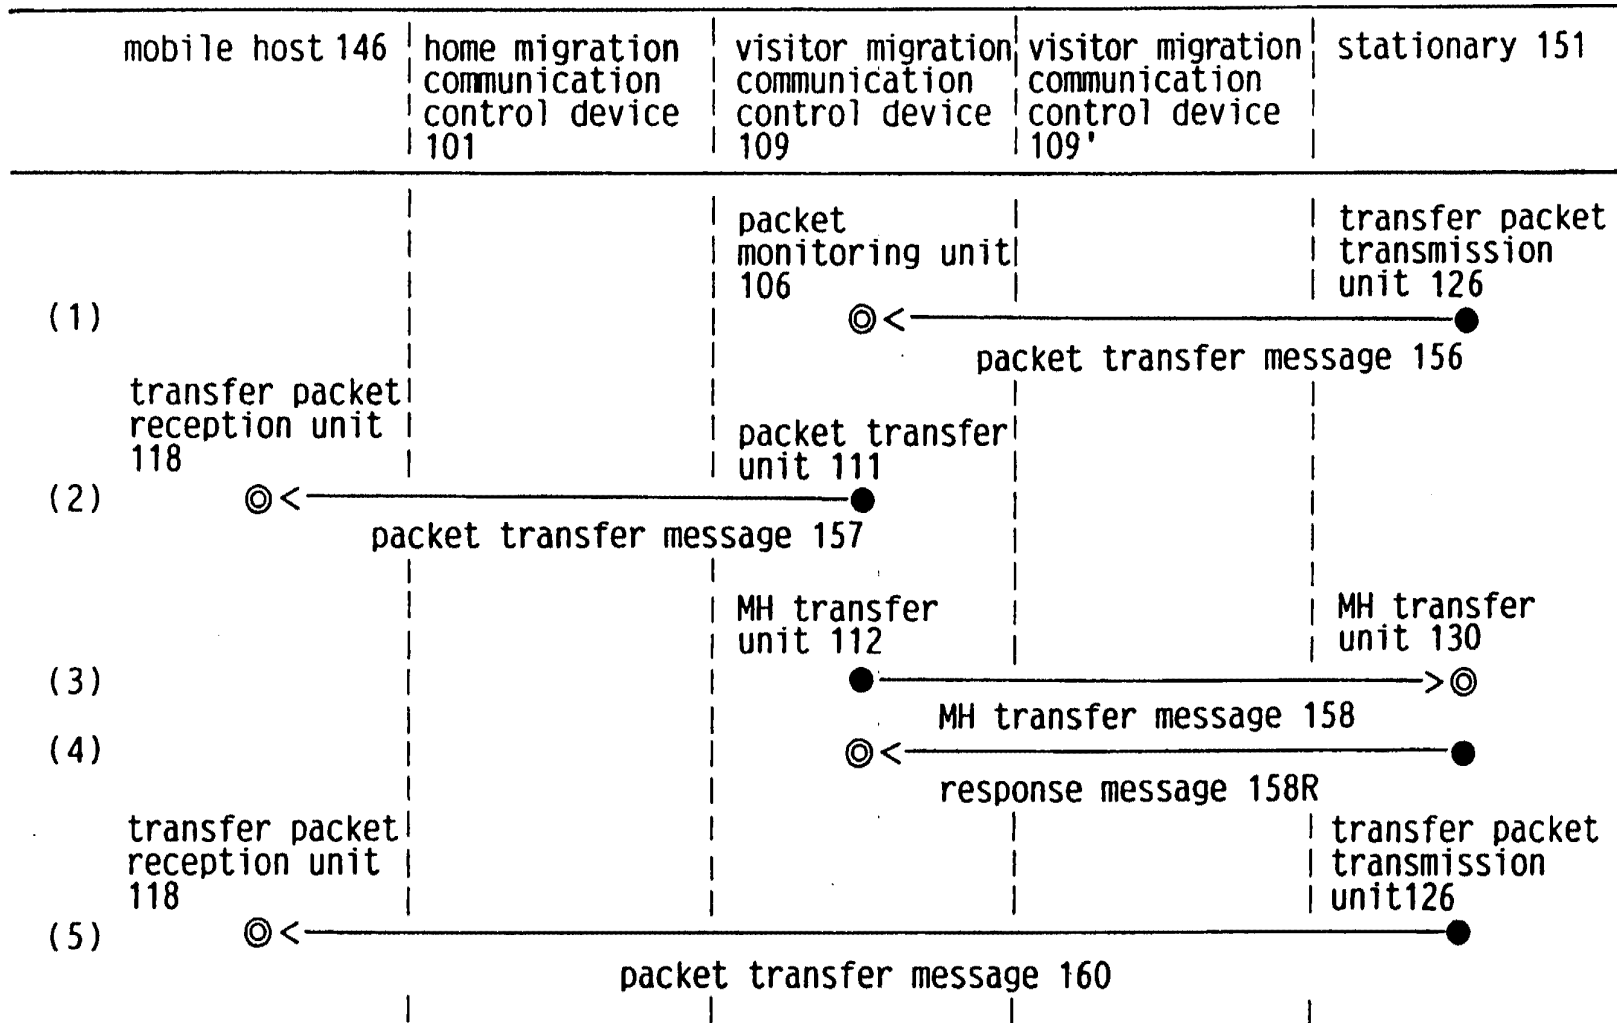 mobile host 146
home migration
communication
control device
101
visitor migration
communication
control device
109
visitor migration
communication
control device
109'
stationary 151
packet
monitoring unit
106
transfer packet
transmission
unit 126
(1)
packet transfer message 156
transfer packet
reception unit
118
packet transfer
unit 111
(2)
packet transfer message 157
MH transfer
unit 112
MH transfer
unit 130
(3)
MH transfer message 158
(4)
response message 158R
transfer packet
reception unit
118
transfer packet
transmission
unit126
(5)
packet transfer message 160